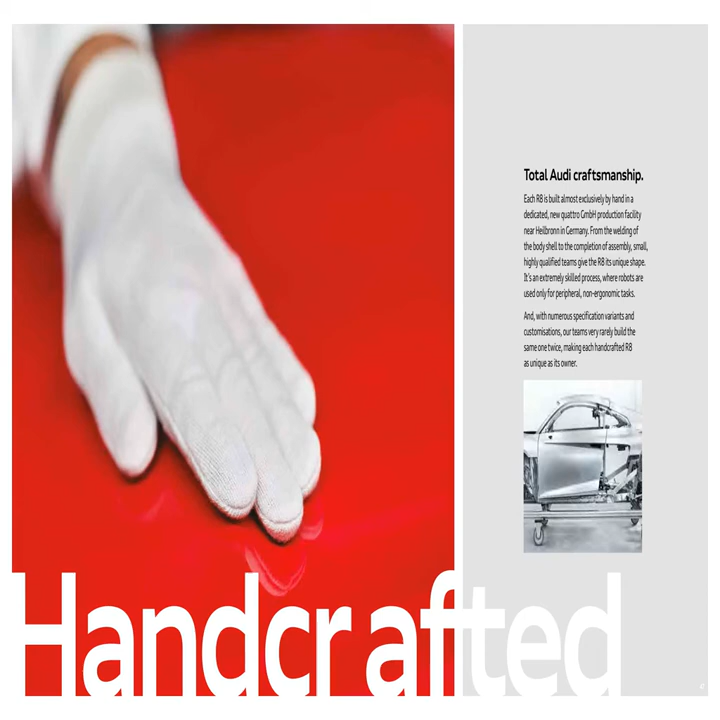 Total Audi craftsmanship.
Each R8 is built almost exclusively by hand in a
dedicated, new quattro GmbH production facility
near Heilbronn in Germany. From the welding of
the body shell to the completion of assembly, small,
highly qualified teams give the R8 its unique shape.
It's an extremely skilled process, where robots are
used only for peripheral, non-ergonomic tasks.
And, with numerous specification variants and
customisations, our teams very rarely build the
same one twice, making each handcrafted R8
as unique as its owner.
Handcrafted